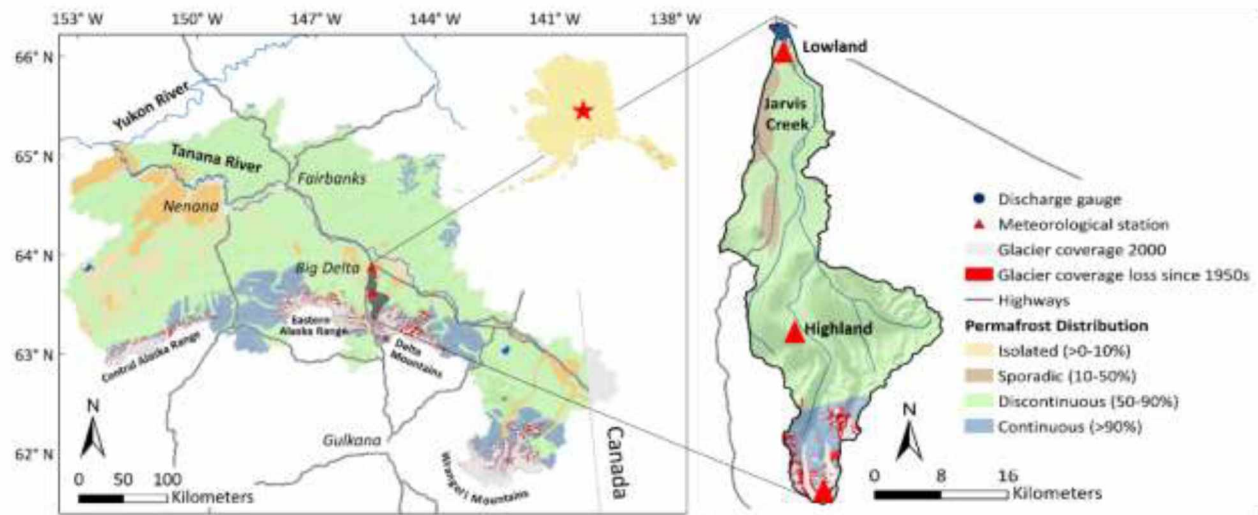 153° W
150° W
147° W
144° W
141° W
138° W
66° N
65° N
64° N
63° N
62° N
Yukon River
Tanana River
Fairbanks
Nenana
Big Delta
Eastern
Alaska Range
Central Alaska Range
Delta
Mountains
Gulkana
Wrangell Mountains
Canada
N
0 50 100
Kilometers
Lowland
Jarvis
Creek
Highland
Discharge gauge
Meteorological station
Glacier coverage 2000
Glacier coverage loss since 1950s
Highways
Permafrost Distribution
Isolated (>0-10%)
Sporadic (10-50%)
Discontinuous (50-90%)
Continuous (>90%)
N
0 8 16
Kilometers